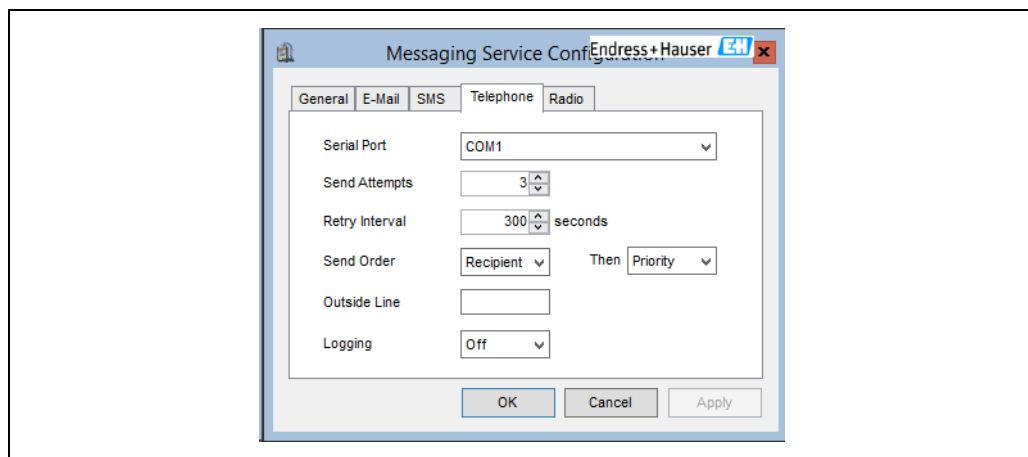 Messaging Service Configuration
Endress+Hauser EH
General E-Mail SMS Telephone Radio
Serial Port COM1
Send Attempts 3
Retry Interval 300 seconds
Send Order Recipient Then Priority
Outside Line
Logging Off
OK Cancel Apply